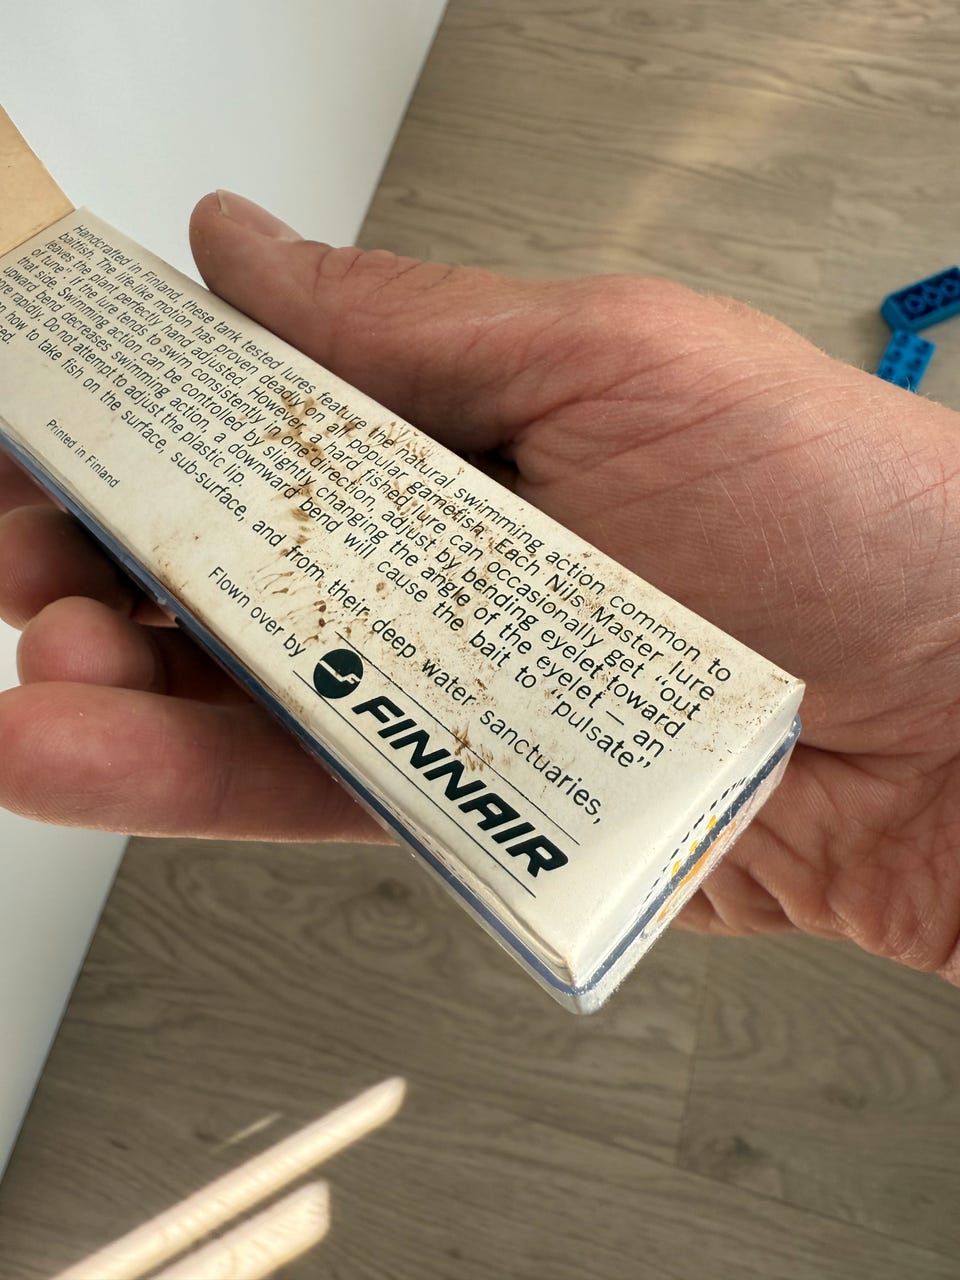 Handcrafted in Finland, these tank tested lures, feature the natural swimming action common to
baitfish. The life-like motion has proven deadly on all popular gamefish. Each Nils Master lure
leaves the plant perfectly hand adjusted. However, a hard fished lure can occasionally get “out
of tune”. If the lure tends to swim consistently in one direction, adjust by bending eyelet toward
that side. Swimming action can be controlled by slightly changing the angle of the eyelet — an
upward bend decreases swimming action, a downward bend will cause the bait to “pulsate”
rapidly. Do not attempt to adjust the plastic lip.
how to take fish on the surface, sub-surface, and from their deep water sanctuaries,
Printed in Finland
Flown over by
FINNAIR